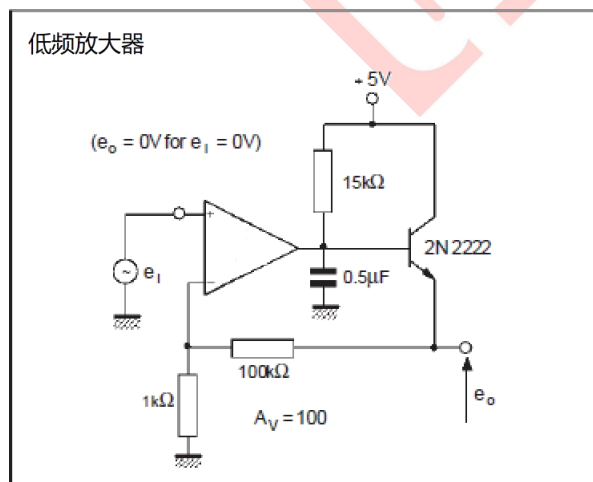 低频放大器
+5V
(eo = 0V for eI = 0V)
15kΩ
+
2N2222
−
~
eI
0.5µF
100kΩ
1kΩ
AV = 100
eo